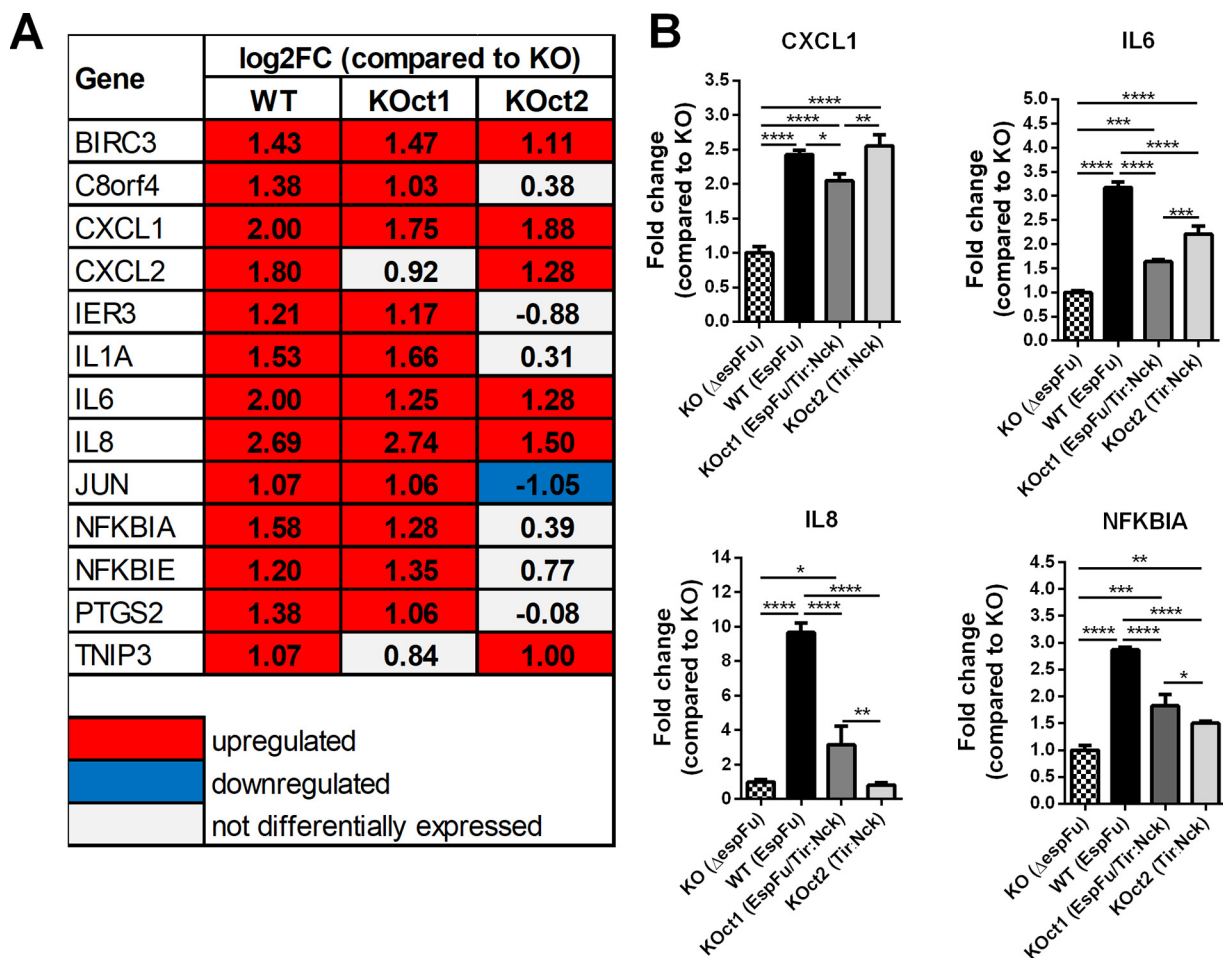 A
Gene log2FC (compared to KO)
WT KOct1 KOct2
BIRC3 1.43 1.47 1.11
C8orf4 1.38 1.03 0.38
CXCL1 2.00 1.75 1.88
CXCL2 1.80 0.92 1.28
IER3 1.21 1.17 -0.88
IL1A 1.53 1.66 0.31
IL6 2.00 1.25 1.28
IL8 2.69 2.74 1.50
JUN 1.07 1.06 -1.05
NFKBIA 1.58 1.28 0.39
NFKBIE 1.20 1.35 0.77
PTGS2 1.38 1.06 -0.08
TNIP3 1.07 0.84 1.00
upregulated
downregulated
not differentially expressed
B
CXCL1
Fold change
(compared to KO)
3.5
3.0
2.5
2.0
1.5
1.0
0.5
0.0
****
**** **
**** *
KO (ΔespFu)
WT (EspFu)
KOct1 (EspFu/Tir:Nck)
KOct2 (Tir:Nck)
IL6
Fold change
(compared to KO)
5.0
4.5
4.0
3.5
3.0
2.5
2.0
1.5
1.0
0.5
0.0
****
***
****
**** ****
***
KO (ΔespFu)
WT (EspFu)
KOct1 (EspFu/Tir:Nck)
KOct2 (Tir:Nck)
IL8
Fold change
(compared to KO)
14
12
10
8
6
4
2
0
*
****
**** ****
**
KO (ΔespFu)
WT (EspFu)
KOct1 (EspFu/Tir:Nck)
KOct2 (Tir:Nck)
NFKBIA
Fold change
(compared to KO)
4.5
4.0
3.5
3.0
2.5
2.0
1.5
1.0
0.5
0.0
**
***
****
**** ****
*
KO (ΔespFu)
WT (EspFu)
KOct1 (EspFu/Tir:Nck)
KOct2 (Tir:Nck)